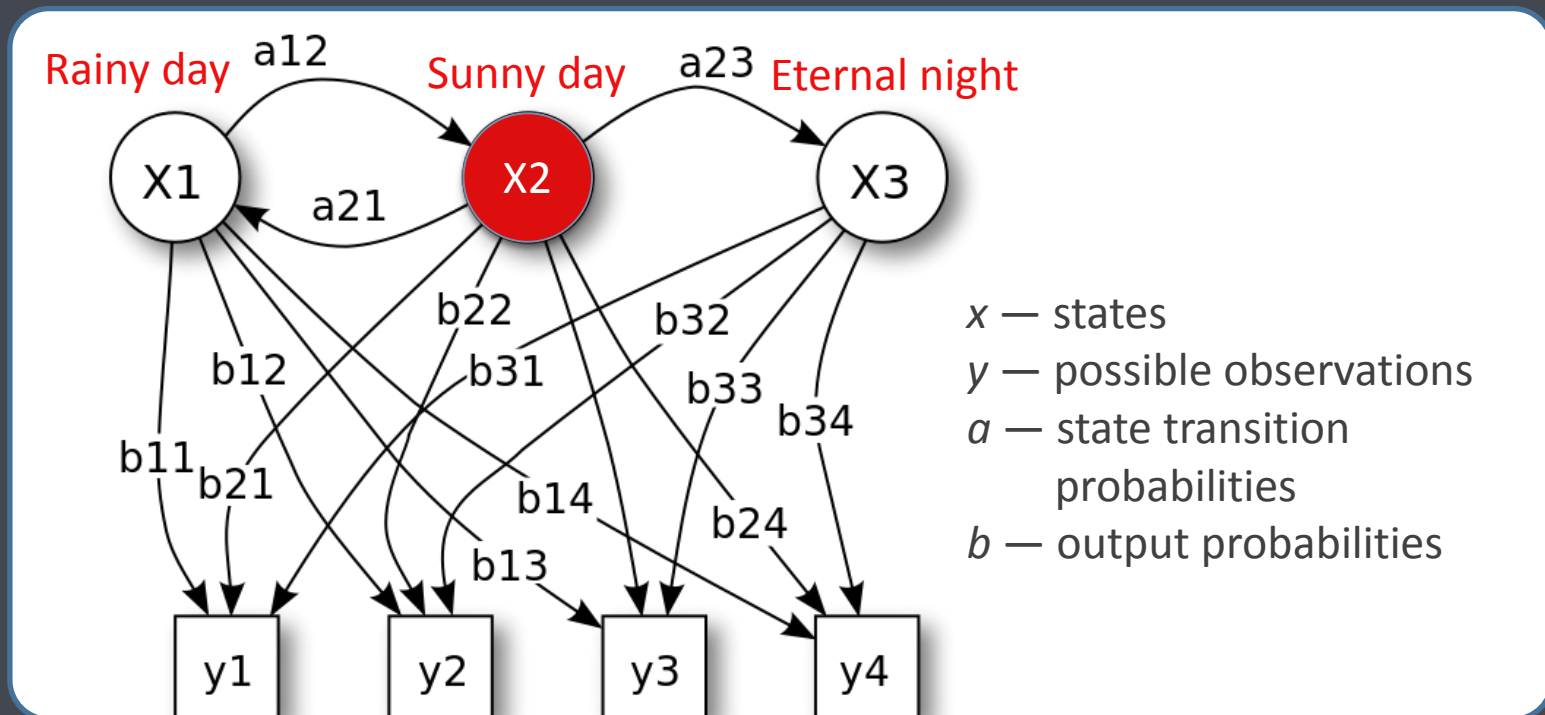 Rainy day
a12
Sunny day
a23
Eternal night
X1
X2
X3
a21
b22
b32
b12
b31
b33
b34
b11
b21
b14
b24
b13
x — states
y — possible observations
a — state transition
probabilities
b — output probabilities
y1
y2
y3
y4